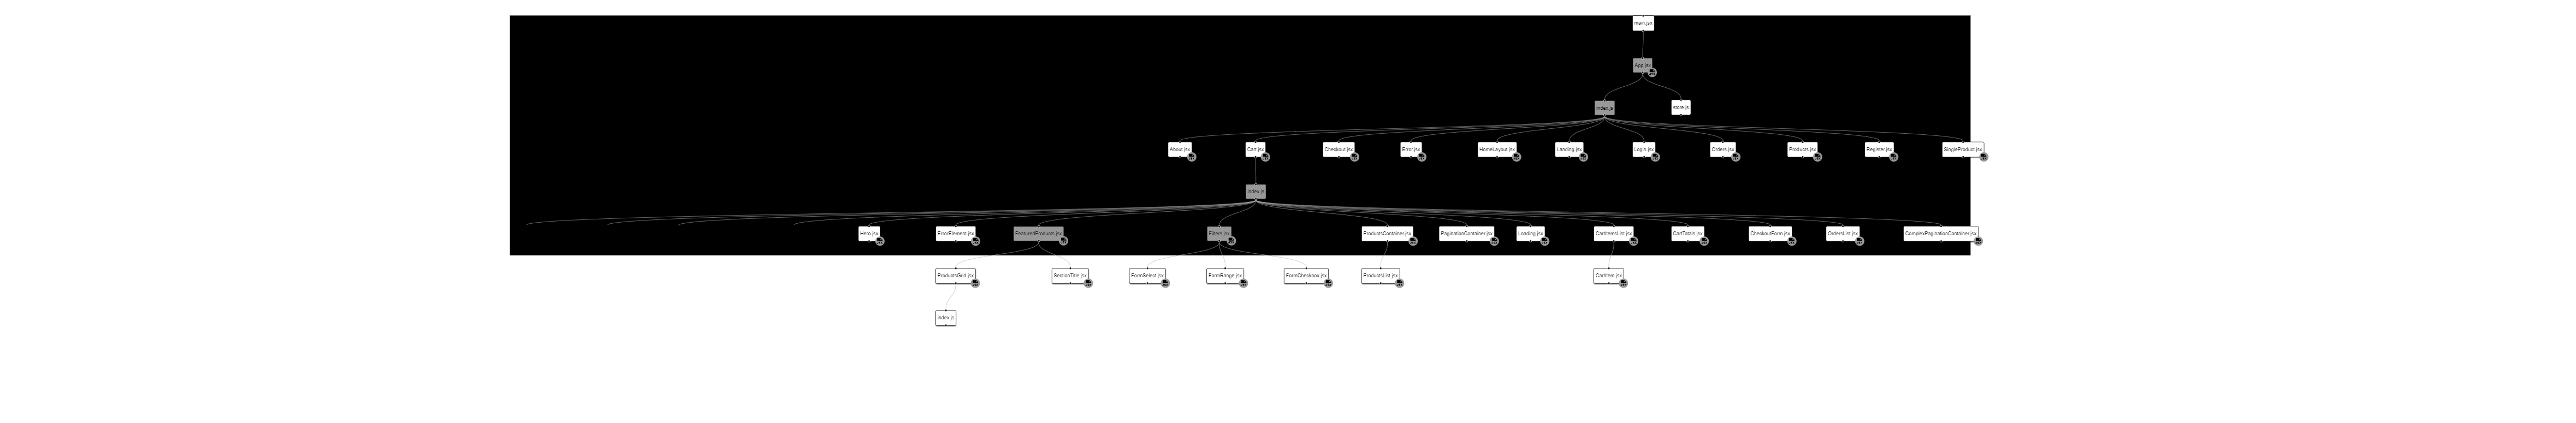 main.jsx
App.jsx
index.js
store.js
About.jsx
Cart.jsx
Checkout.jsx
Error.jsx
HomeLayout.jsx
Landing.jsx
Login.jsx
Orders.jsx
Products.jsx
Register.jsx
SingleProduct.jsx
index.js
Hero.jsx
ErrorElement.jsx
FeaturedProducts.jsx
Filters.jsx
ProductsContainer.jsx
PaginationContainer.jsx
Loading.jsx
CartItemsList.jsx
CartTotals.jsx
CheckoutForm.jsx
OrdersList.jsx
ComplexPaginationContainer.jsx
ProductsGrid.jsx
SectionTitle.jsx
FormSelect.jsx
FormRange.jsx
FormCheckbox.jsx
ProductsList.jsx
CartItem.jsx
index.js